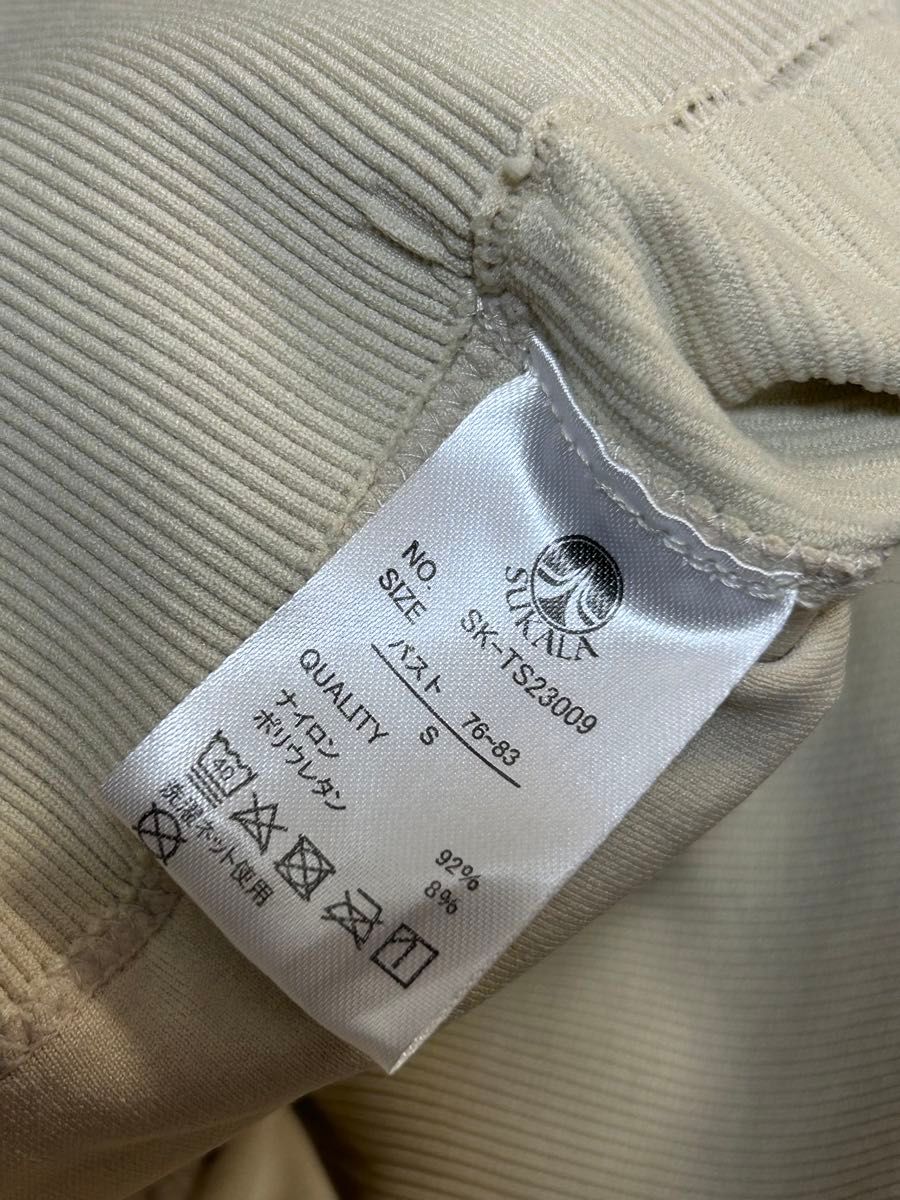 SUKALA
NO. SK-TS23009
SIZE S
バスト 76-83
QUALITY
ナイロン 92%
ポリウレタン 8%
40
洗濯ネット使用